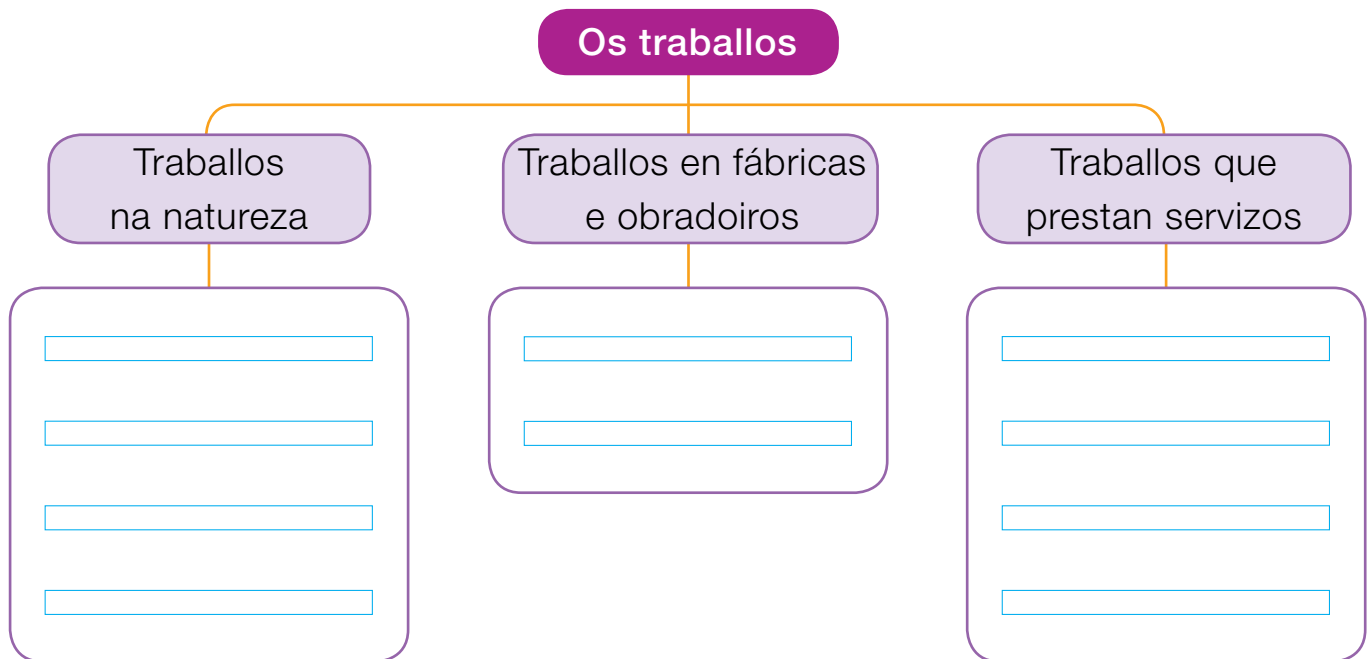 Os traballos
Traballos
na natureza
Traballos en fábricas
e obradoiros
Traballos que
prestan servizos